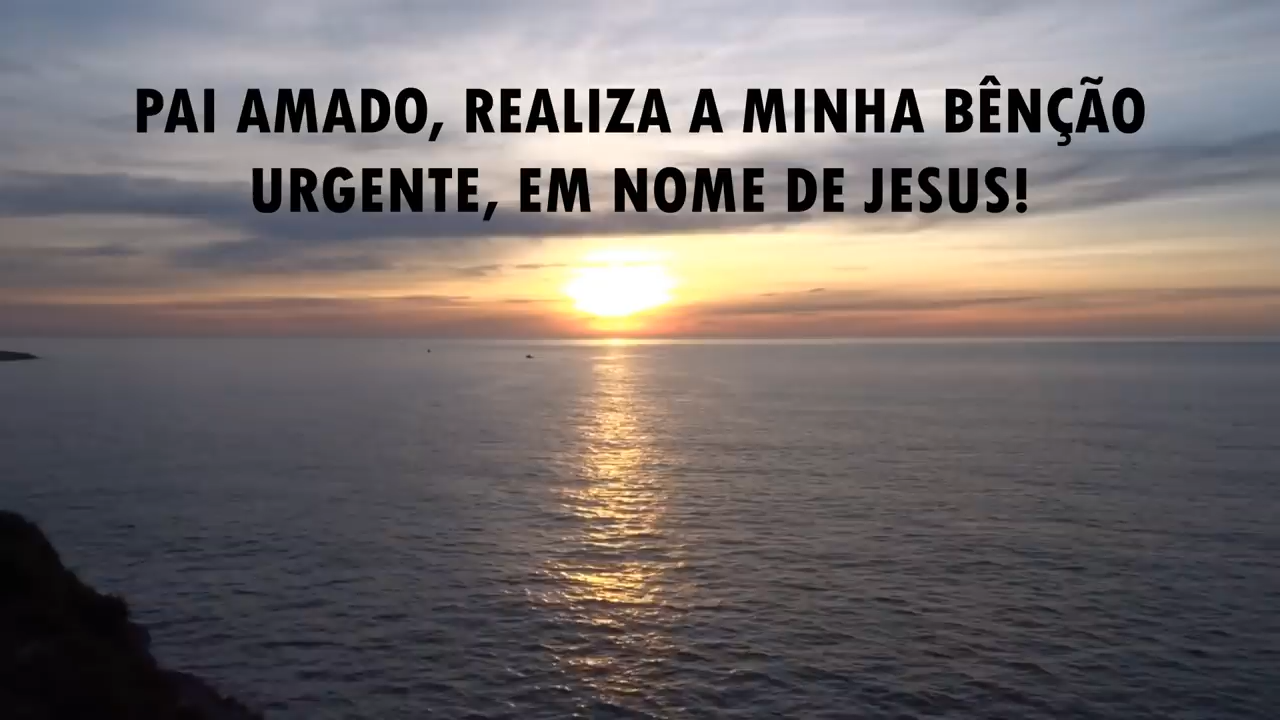 PAI AMADO, REALIZA A MINHA BÊNÇÃO
URGENTE, EM NOME DE JESUS!